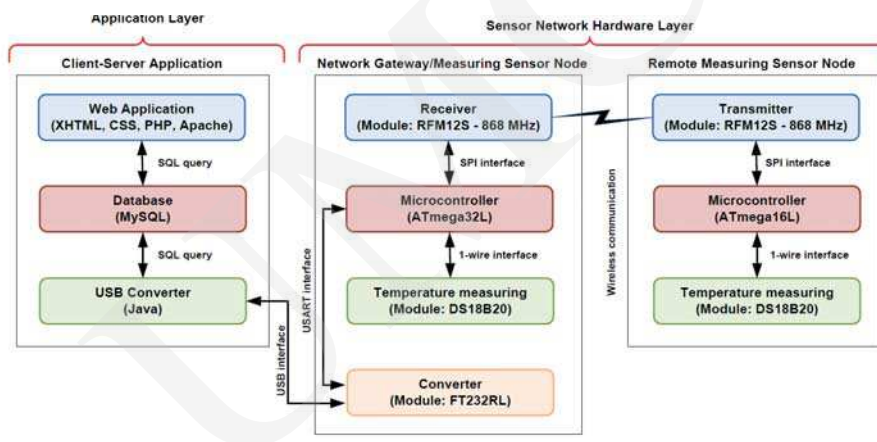 Application Layer
Sensor Network Hardware Layer
Client-Server Application
Network Gateway/Measuring Sensor Node
Remote Measuring Sensor Node
Web Application
(XHTML, CSS, PHP, Apache)
SQL query
Database
(MySQL)
SQL query
USB Converter
(Java)
USB interface
USART interface
Receiver
(Module: RFM12S - 868 MHz)
SPI interface
Microcontroller
(ATmega32L)
1-wire interface
Temperature measuring
(Module: DS18B20)
Converter
(Module: FT232RL)
Wireless communication
Transmitter
(Module: RFM12S - 868 MHz)
SPI interface
Microcontroller
(ATmega16L)
1-wire interface
Temperature measuring
(Module: DS18B20)